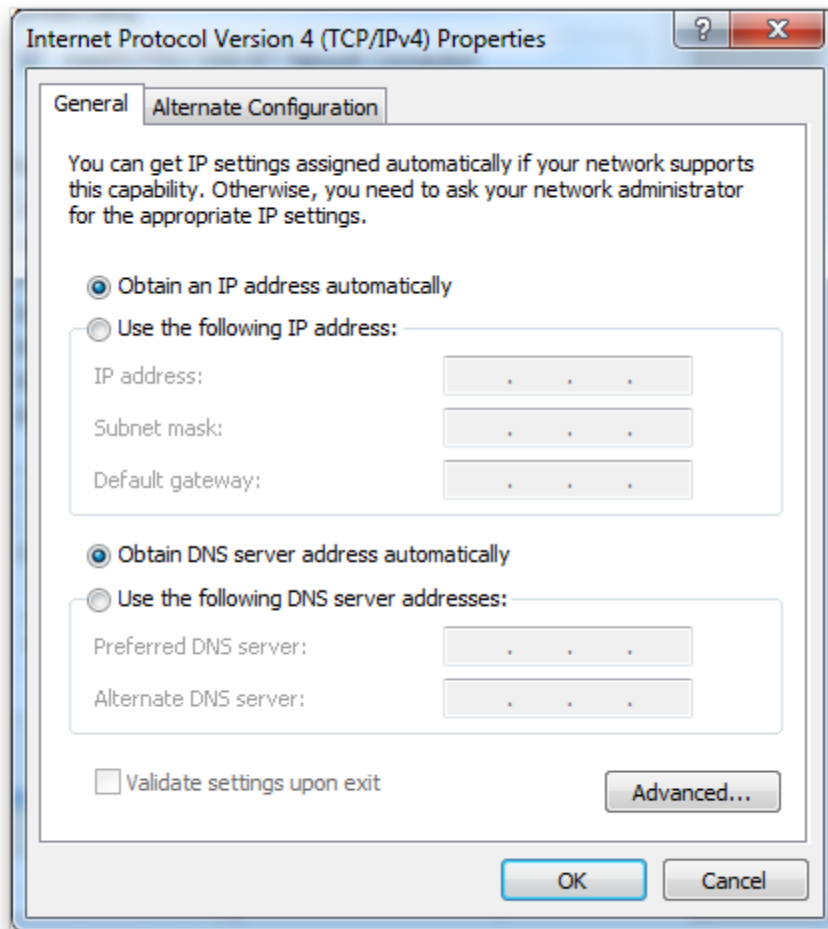 Internet Protocol Version 4 (TCP/IPv4) Properties
General
Alternate Configuration
You can get IP settings assigned automatically if your network supports
this capability. Otherwise, you need to ask your network administrator
for the appropriate IP settings.
Obtain an IP address automatically
Use the following IP address:
IP address:
. . .
Subnet mask:
. . .
Default gateway:
. . .
Obtain DNS server address automatically
Use the following DNS server addresses:
Preferred DNS server:
. . .
Alternate DNS server:
. . .
Validate settings upon exit
Advanced...
OK
Cancel